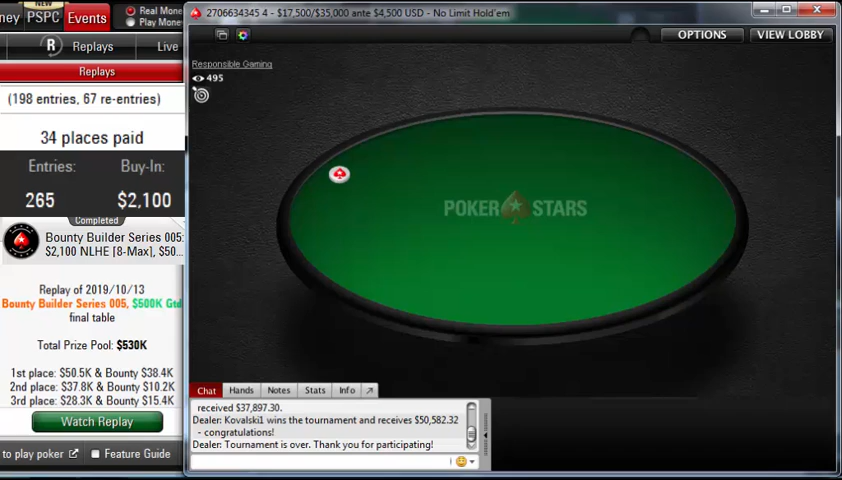 ney
NEW
PSPC
Events
Real Money
Play Money
R Replays
Live
Replays
(198 entries, 67 re-entries)
34 places paid
Entries: Buy-In:
265 $2,100
Completed
Bounty Builder Series 005:
$2,100 NLHE [8-Max], $50...
Replay of 2019/10/13
Bounty Builder Series 005, $500K Gtd
final table
Total Prize Pool: $530K
1st place: $50.5K & Bounty $38.4K
2nd place: $37.8K & Bounty $10.2K
3rd place: $28.3K & Bounty $15.4K
Watch Replay
to play poker
Feature Guide
2706634345 4 - $17,500/$35,000 ante $4,500 USD - No Limit Hold'em
OPTIONS
VIEW LOBBY
Responsible Gaming
495
POKER STARS
Chat Hands Notes Stats Info
received $37,897.30.
Dealer: Kovalski1 wins the tournament and receives $50,582.32
- congratulations!
Dealer: Tournament is over. Thank you for participating!